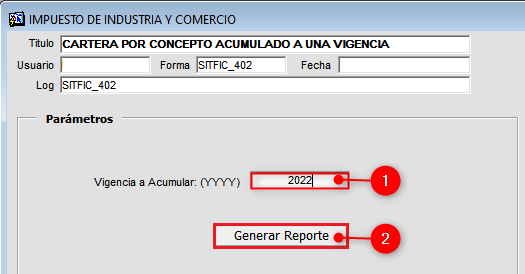 IMPUESTO DE INDUSTRIA Y COMERCIO
Titulo CARTERA POR CONCEPTO ACUMULADO A UNA VIGENCIA
Usuario Forma SITFIC_402 Fecha
Log SITFIC_402
Parámetros
Vigencia a Acumular: (YYYY) 2022 1
Generar Reporte 2